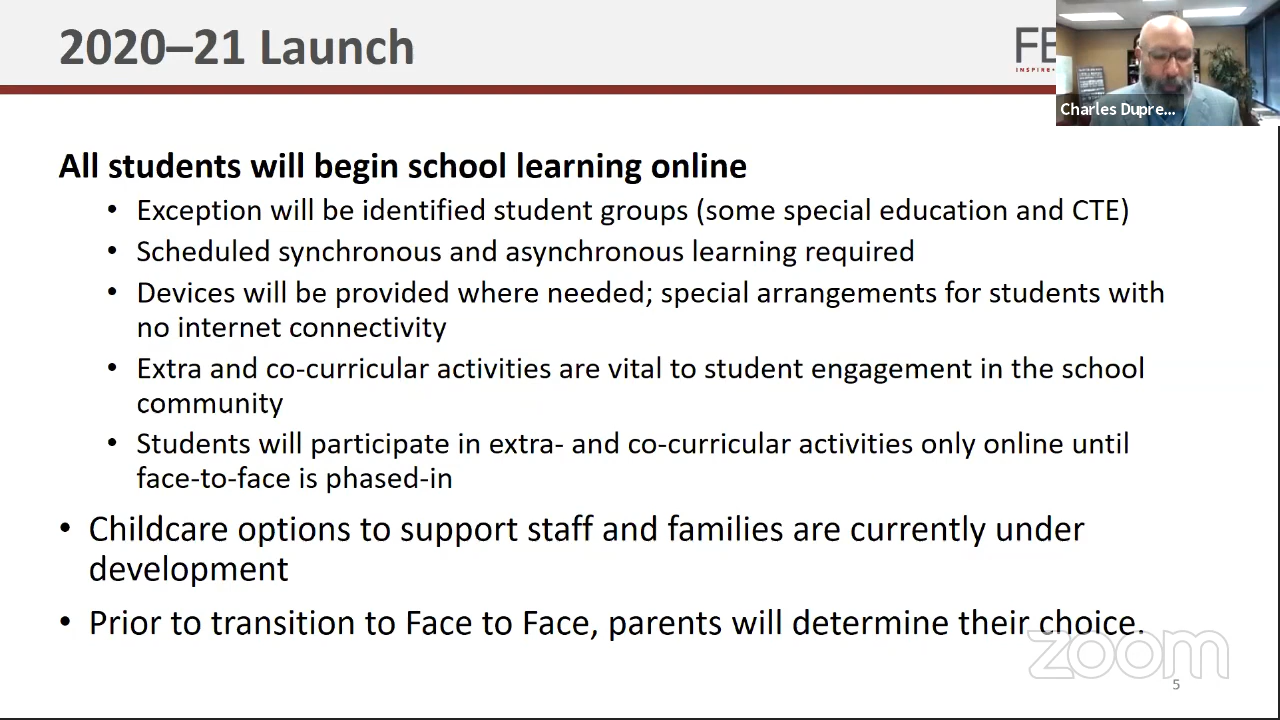 2020–21 Launch
FE
INSPIRE•
Charles Dupre...
All students will begin school learning online
• Exception will be identified student groups (some special education and CTE)
• Scheduled synchronous and asynchronous learning required
• Devices will be provided where needed; special arrangements for students with
no internet connectivity
• Extra and co-curricular activities are vital to student engagement in the school
community
• Students will participate in extra- and co-curricular activities only online until
face-to-face is phased-in
• Childcare options to support staff and families are currently under
development
• Prior to transition to Face to Face, parents will determine their choice.
zoom
5